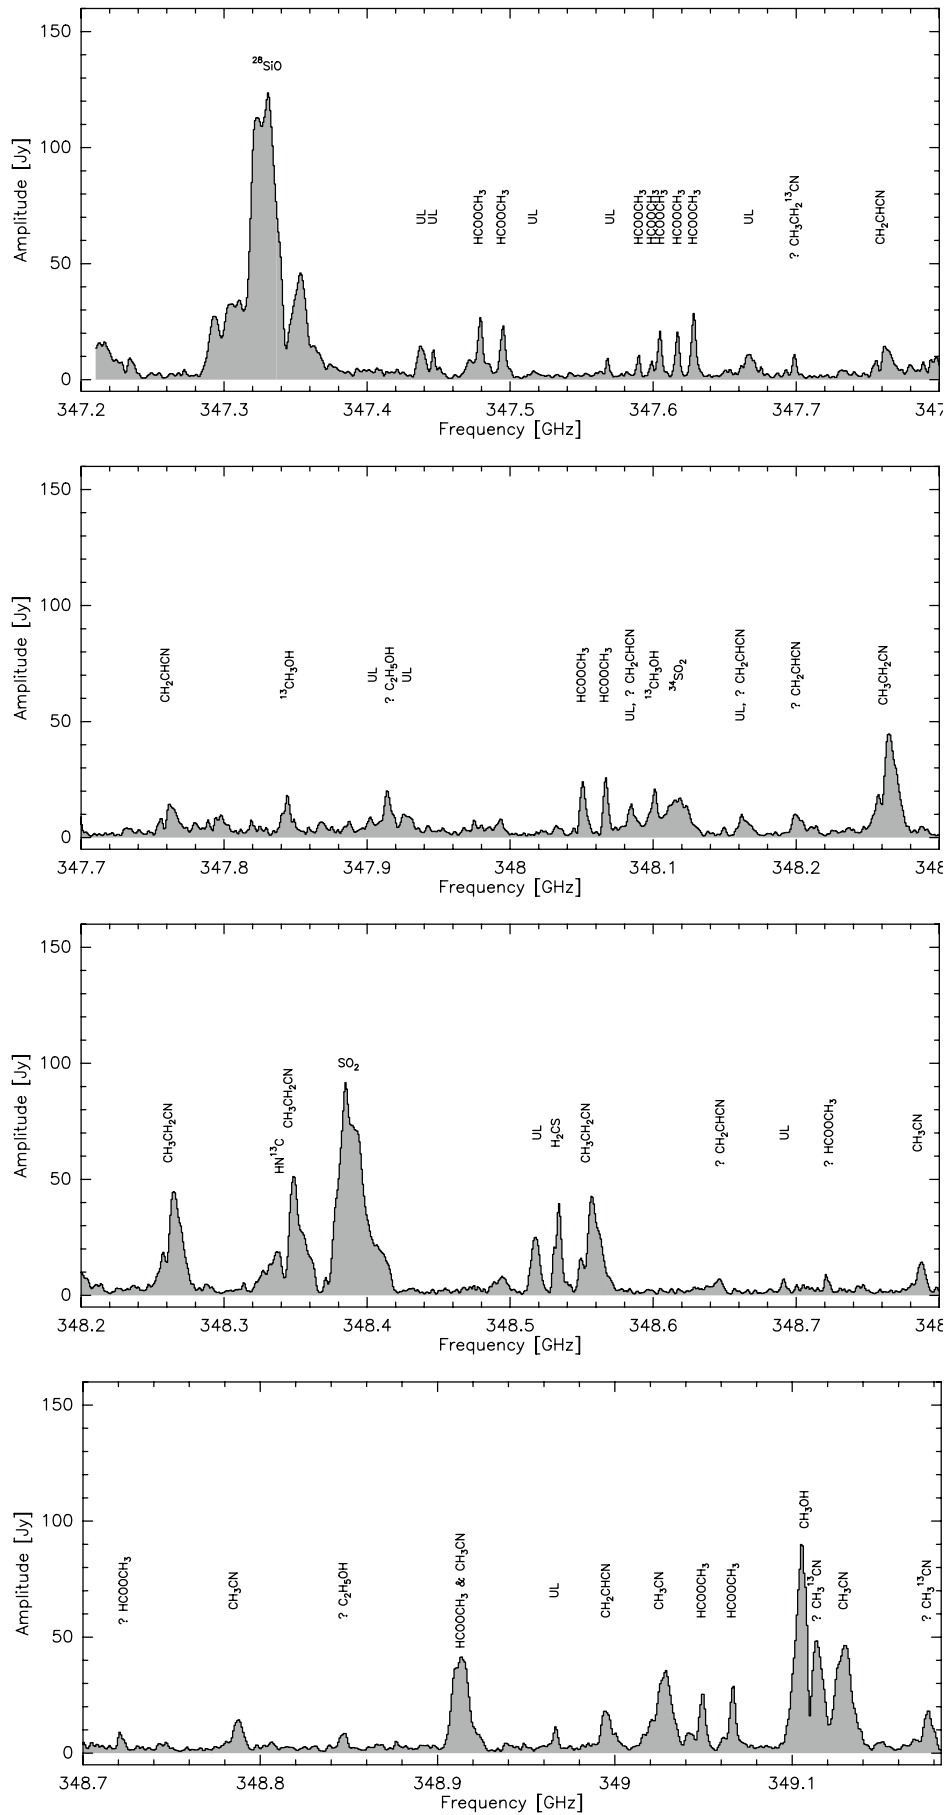 150
100
50
0
Amplitude [Jy]
²⁸SiO
UL
UL
HCOOCH₃
HCOOCH₃
UL
UL
HCOOCH₃
HCOOCH₃
HCOOCH₃
HCOOCH₃
HCOOCH₃
UL
? CH₃CH₂¹³CN
CH₂CHCN
347.2
347.3
347.4
347.5
347.6
347.7
347
Frequency [GHz]
150
100
50
0
Amplitude [Jy]
CH₂CHCN
¹³CH₃OH
UL
? C₂H₅OH
UL
HCOOCH₃
HCOOCH₃
UL, ? CH₂CHCN
¹³CH₃OH
³⁴SO₂
UL, ? CH₂CHCN
? CH₂CHCN
CH₃CH₂CN
347.7
347.8
347.9
348
348.1
348.2
348
Frequency [GHz]
150
100
50
0
Amplitude [Jy]
CH₃CH₂CN
HN¹³C
CH₃CH₂CN
SO₂
UL
H₂CS
CH₃CH₂CN
? CH₂CHCN
UL
? HCOOCH₃
CH₃CN
348.2
348.3
348.4
348.5
348.6
348.7
348
Frequency [GHz]
150
100
50
0
Amplitude [Jy]
? HCOOCH₃
CH₃CN
? C₂H₅OH
HCOOCH₃ & CH₃CN
UL
CH₂CHCN
CH₃CN
HCOOCH₃
HCOOCH₃
CH₃OH
? CH₃¹³CN
CH₃CN
? CH₃¹³CN
348.7
348.8
348.9
349
349.1
Frequency [GHz]